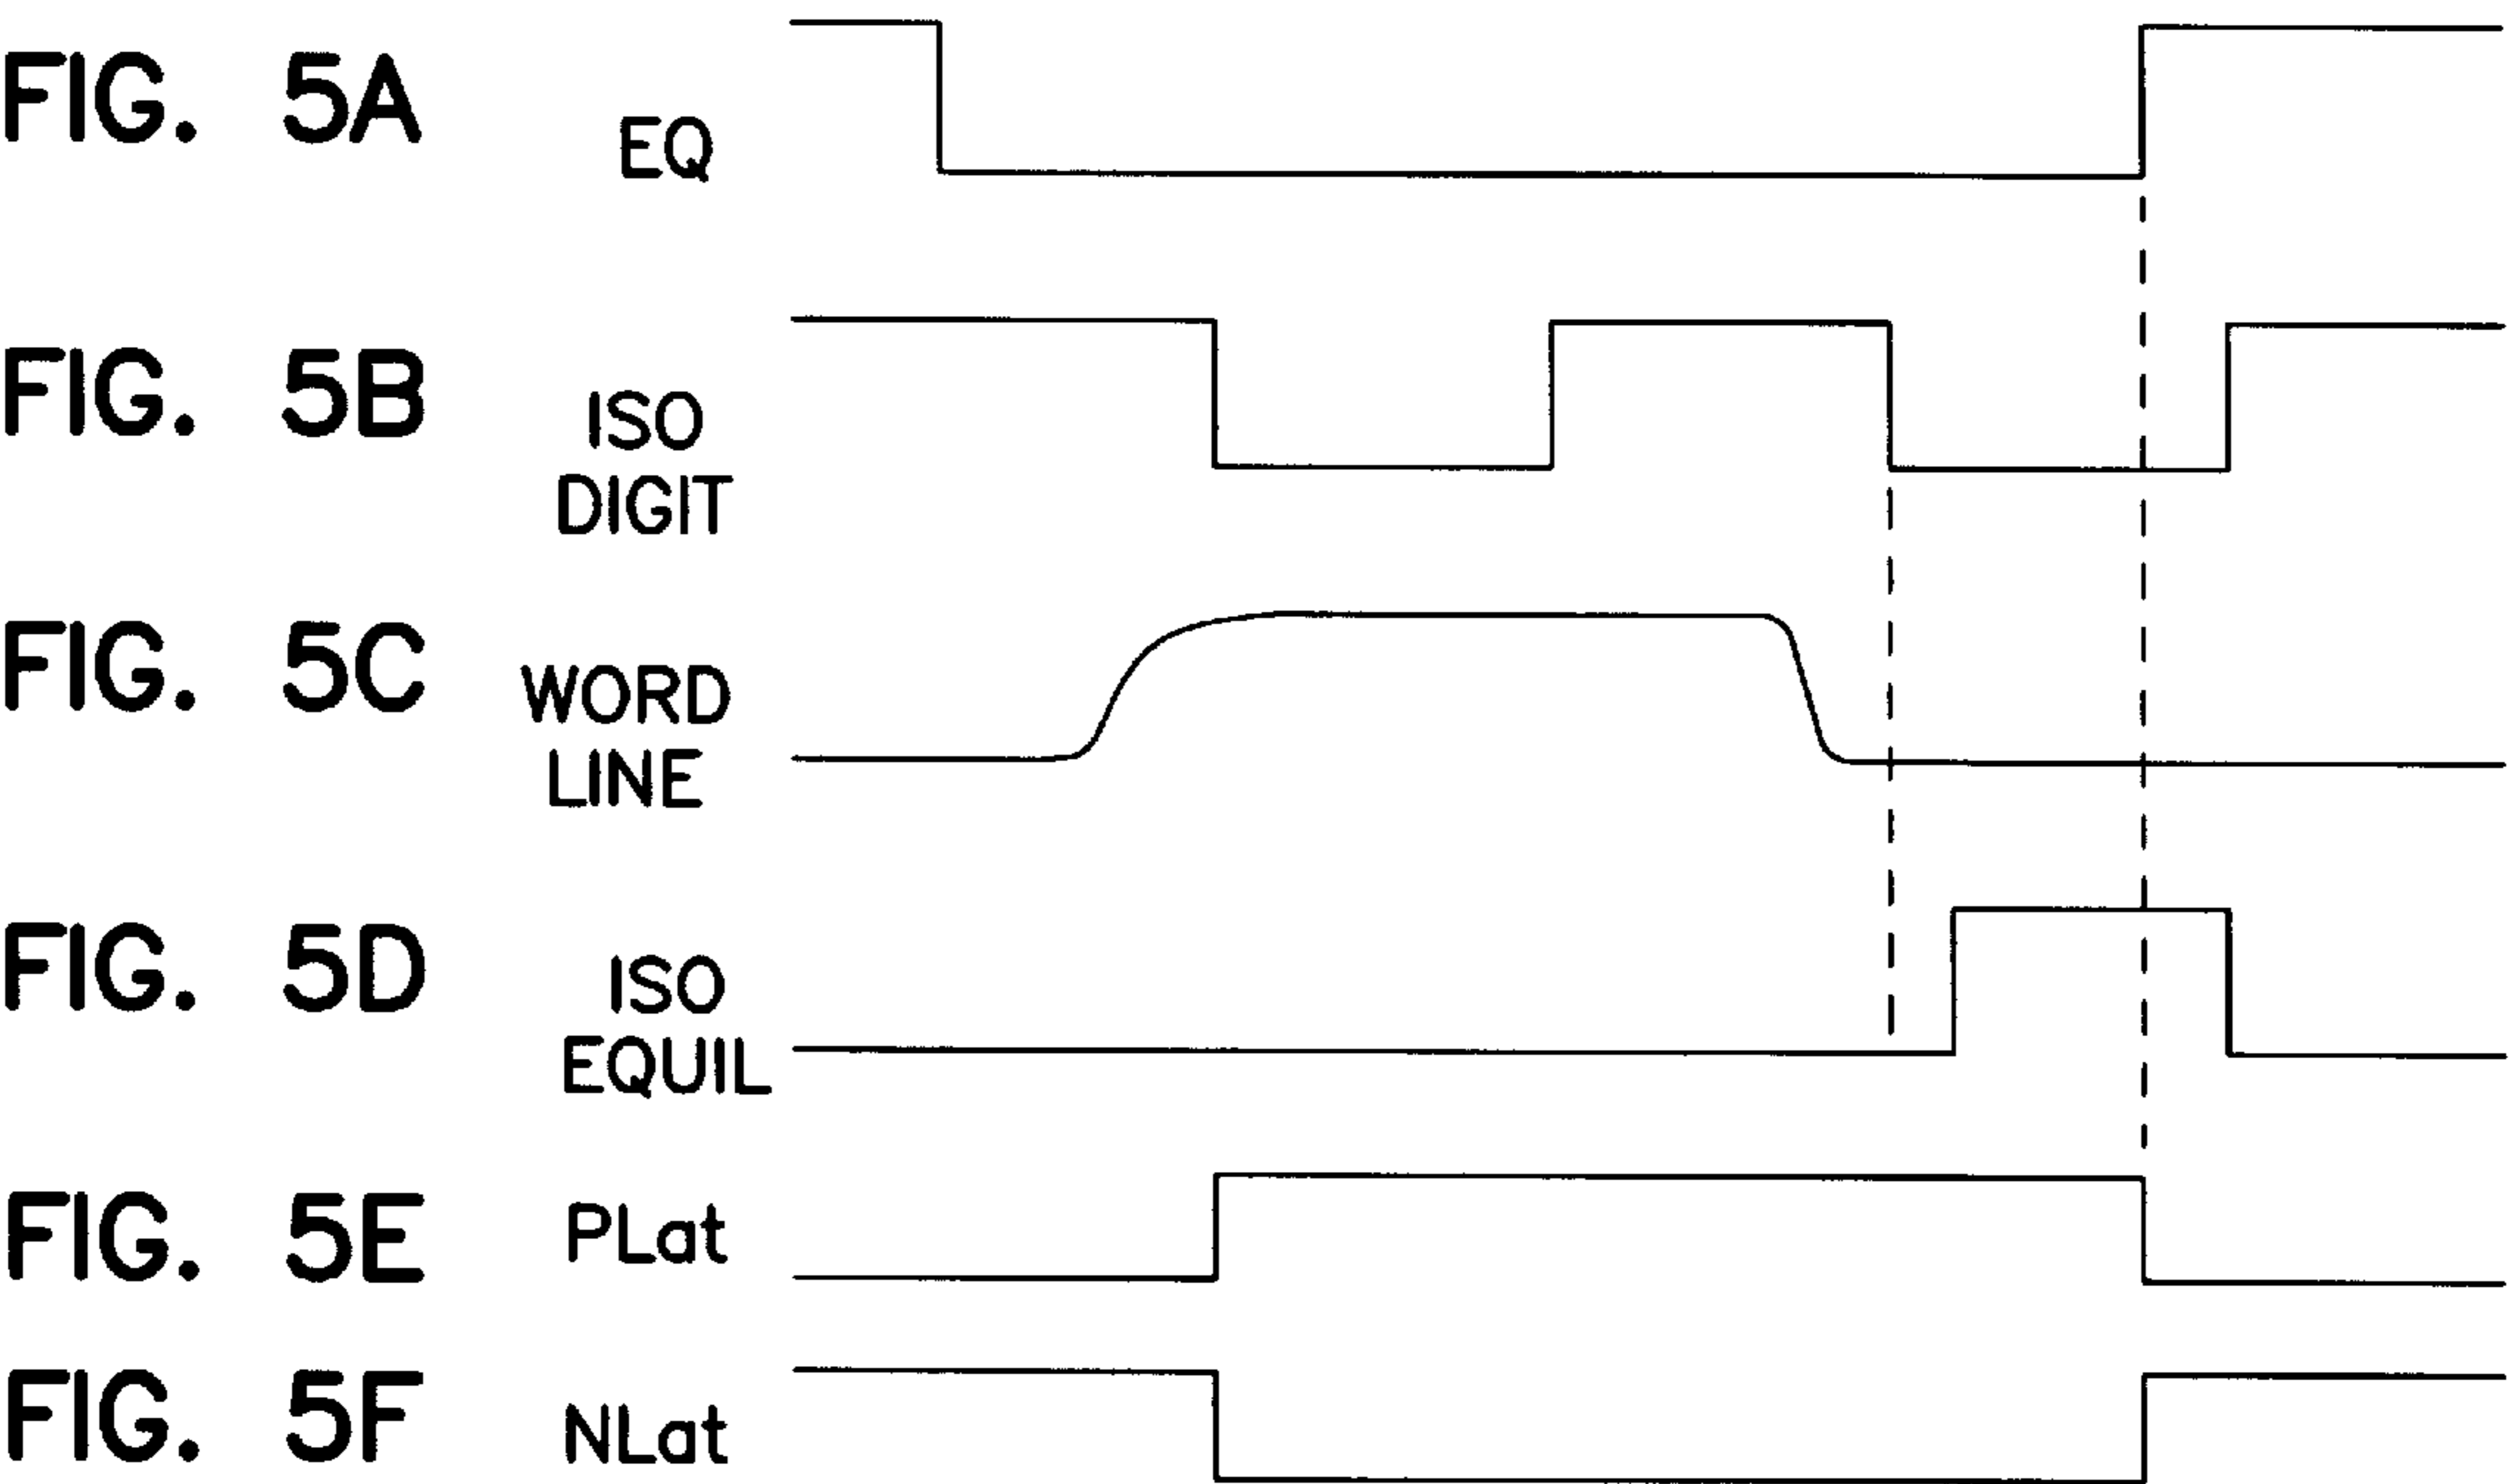 FIG. 5A
EQ
FIG. 5B
ISO
DIGIT
FIG. 5C
WORD
LINE
FIG. 5D
ISO
EQUIL
FIG. 5E
PLat
FIG. 5F
NLat